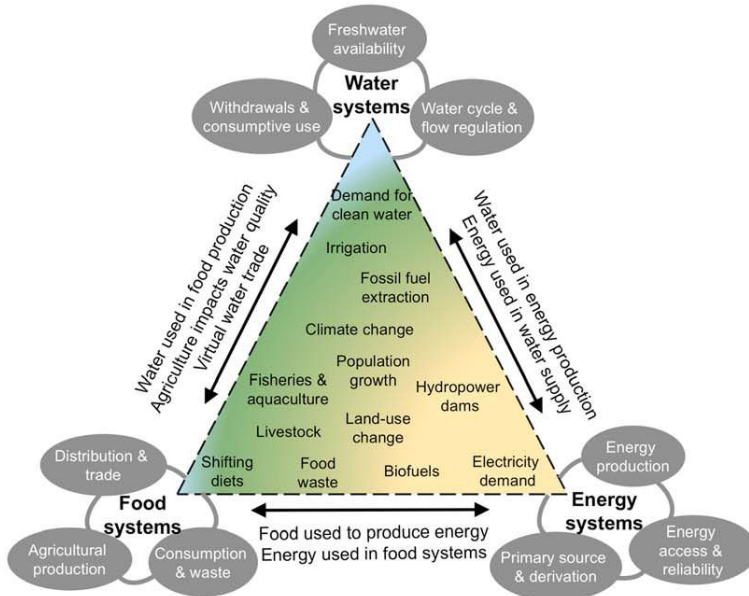 Freshwater
availability
Water
systems
Withdrawals &
consumptive use
Water cycle &
flow regulation
Water used in food production
Agriculture impacts water quality
Virtual water trade
Water used in energy production
Energy used in water supply
Demand for
clean water
Irrigation
Fossil fuel
extraction
Climate change
Population
growth
Fisheries &
aquaculture
Hydropower
dams
Livestock
Land-use
change
Shifting
diets
Food
waste
Biofuels
Electricity
demand
Distribution &
trade
Food
systems
Agricultural
production
Consumption
& waste
Food used to produce energy
Energy used in food systems
Energy
production
Energy
systems
Primary source
& derivation
Energy
access &
reliability